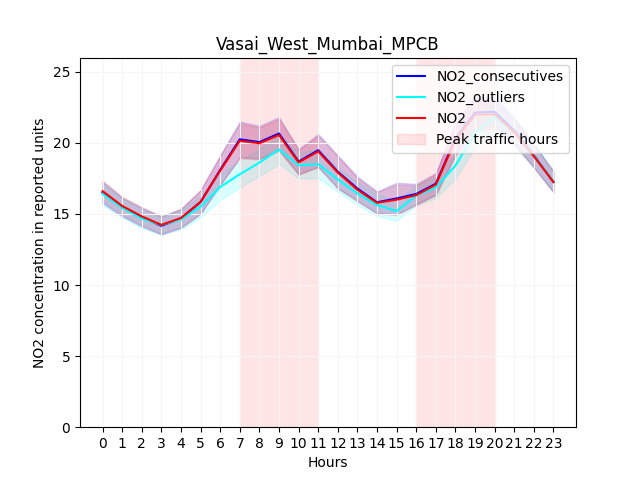 Vasai_West_Mumbai_MPCB
NO2_consecutives
NO2_outliers
NO2
Peak traffic hours
NO2 concentration in reported units
25
20
15
10
5
0
0 1 2 3 4 5 6 7 8 9 10 11 12 13 14 15 16 17 18 19 20 21 22 23
Hours